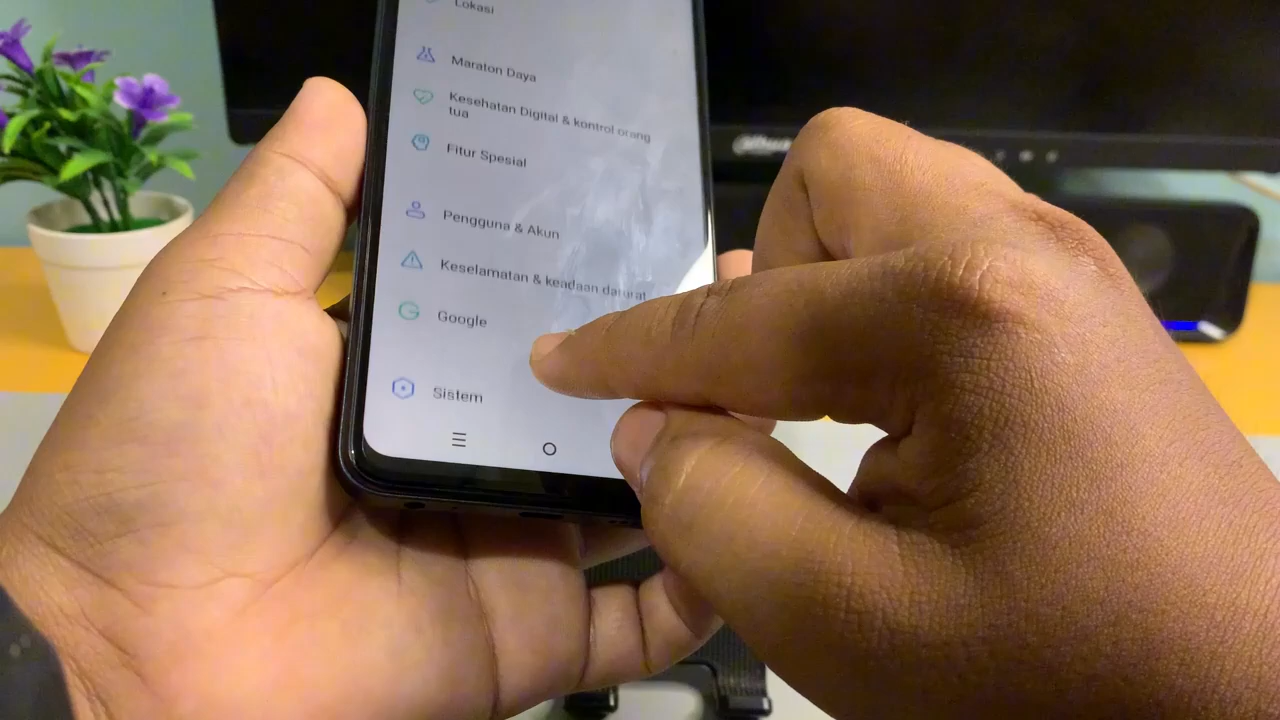 Lokasi
Maraton Daya
Kesehatan Digital & kontrol orang
tua
Fitur Spesial
Pengguna & Akun
Keselamatan & keadaan darurat
Google
Sistem